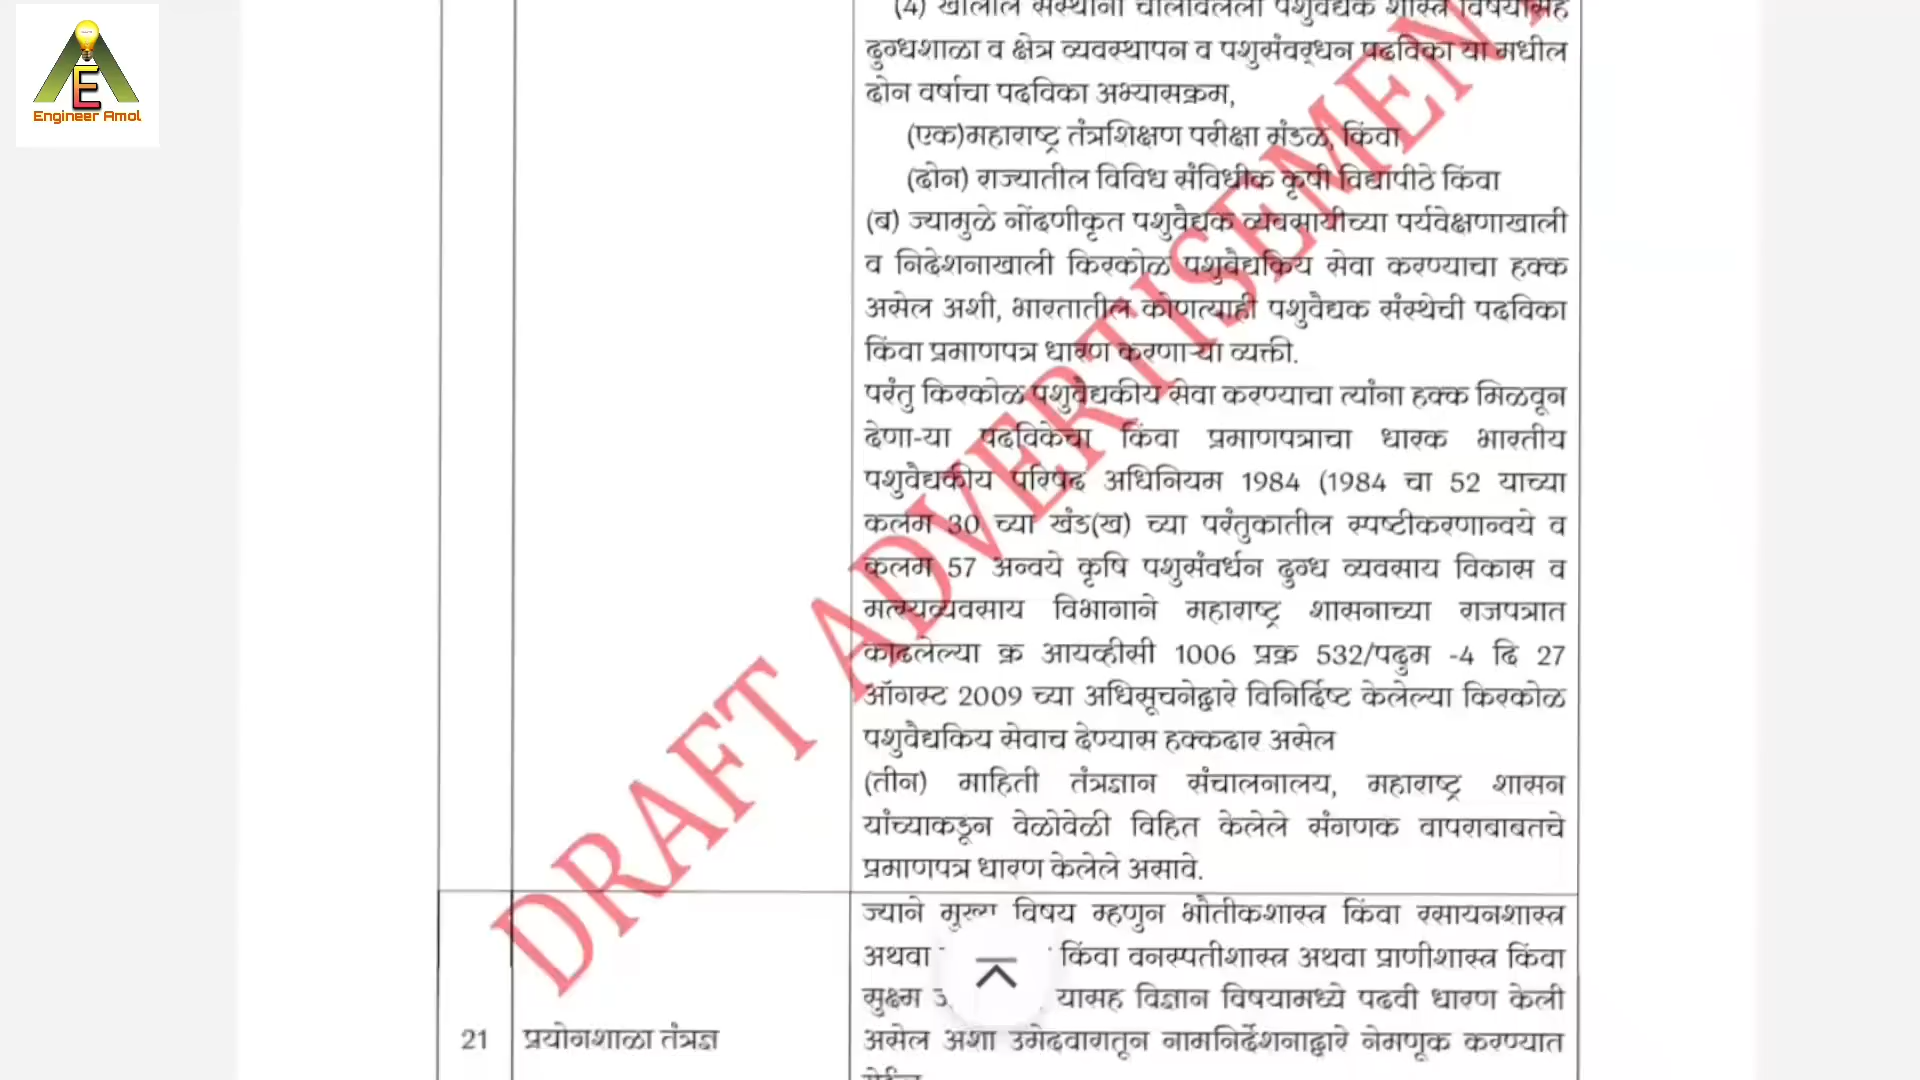 E
Engineer Amol
(4) खालील संस्थांनी चालविलेली पशुवैद्यक शास्त्र विषयासह
दुग्धशाळा व क्षेत्र व्यवस्थापन व पशुसंवर्धन पदविका या मधील
दोन वर्षाचा पदविका अभ्यासक्रम,
(एक)महाराष्ट्र तंत्रशिक्षण परीक्षा मंडळ, किंवा
(दोन) राज्यातील विविध संविधीक कृषी विद्यापीठे किंवा
(ब) ज्यामुळे नोंदणीकृत पशुवैद्यक व्यवसायीच्या पर्यवेक्षणाखाली
व निदेशनाखाली किरकोळ पशुवैद्यकिय सेवा करण्याचा हक्क
असेल अशी, भारतातील कोणत्याही पशुवैद्यक संस्थेची पदविका
किंवा प्रमाणपत्र धारण करणाऱ्या व्यक्ती.
परंतु किरकोळ पशुवैद्यकीय सेवा करण्याचा त्यांना हक्क मिळवून
देणा-या पदविकेचा किंवा प्रमाणपत्राचा धारक भारतीय
पशुवैद्यकीय परिषद अधिनियम 1984 (1984 चा 52 याच्या
कलम 30 च्या खंड(ख) च्या परंतुकातील स्पष्टीकरणान्वये व
कलम 57 अन्वये कृषि पशुसंवर्धन दुग्ध व्यवसाय विकास व
मत्स्यव्यवसाय विभागाने महाराष्ट्र शासनाच्या राजपत्रात
काढलेल्या क्र आयव्हीसी 1006 प्रक्र 532/पदुम -4 दि 27
ऑगस्ट 2009 च्या अधिसूचनेद्वारे विनिर्दिष्ट केलेल्या किरकोळ
पशुवैद्यकिय सेवाच देण्यास हक्कदार असेल
(तीन) माहिती तंत्रज्ञान संचालनालय, महाराष्ट्र शासन
यांच्याकडून वेळोवेळी विहित केलेले संगणक वापराबाबतचे
प्रमाणपत्र धारण केलेले असावे.
ज्याने मुख्य विषय म्हणुन भौतीकशास्त्र किंवा रसायनशास्त्र
अथवा किंवा वनस्पतीशास्त्र अथवा प्राणीशास्त्र किंवा
सुक्ष्म यासह विज्ञान विषयामध्ये पदवी धारण केली
21 प्रयोगशाळा तंत्रज्ञ असेल अशा उमेदवारातून नामनिर्देशनाद्वारे नेमणूक करण्यात
DRAFT ADVERTISEMEN